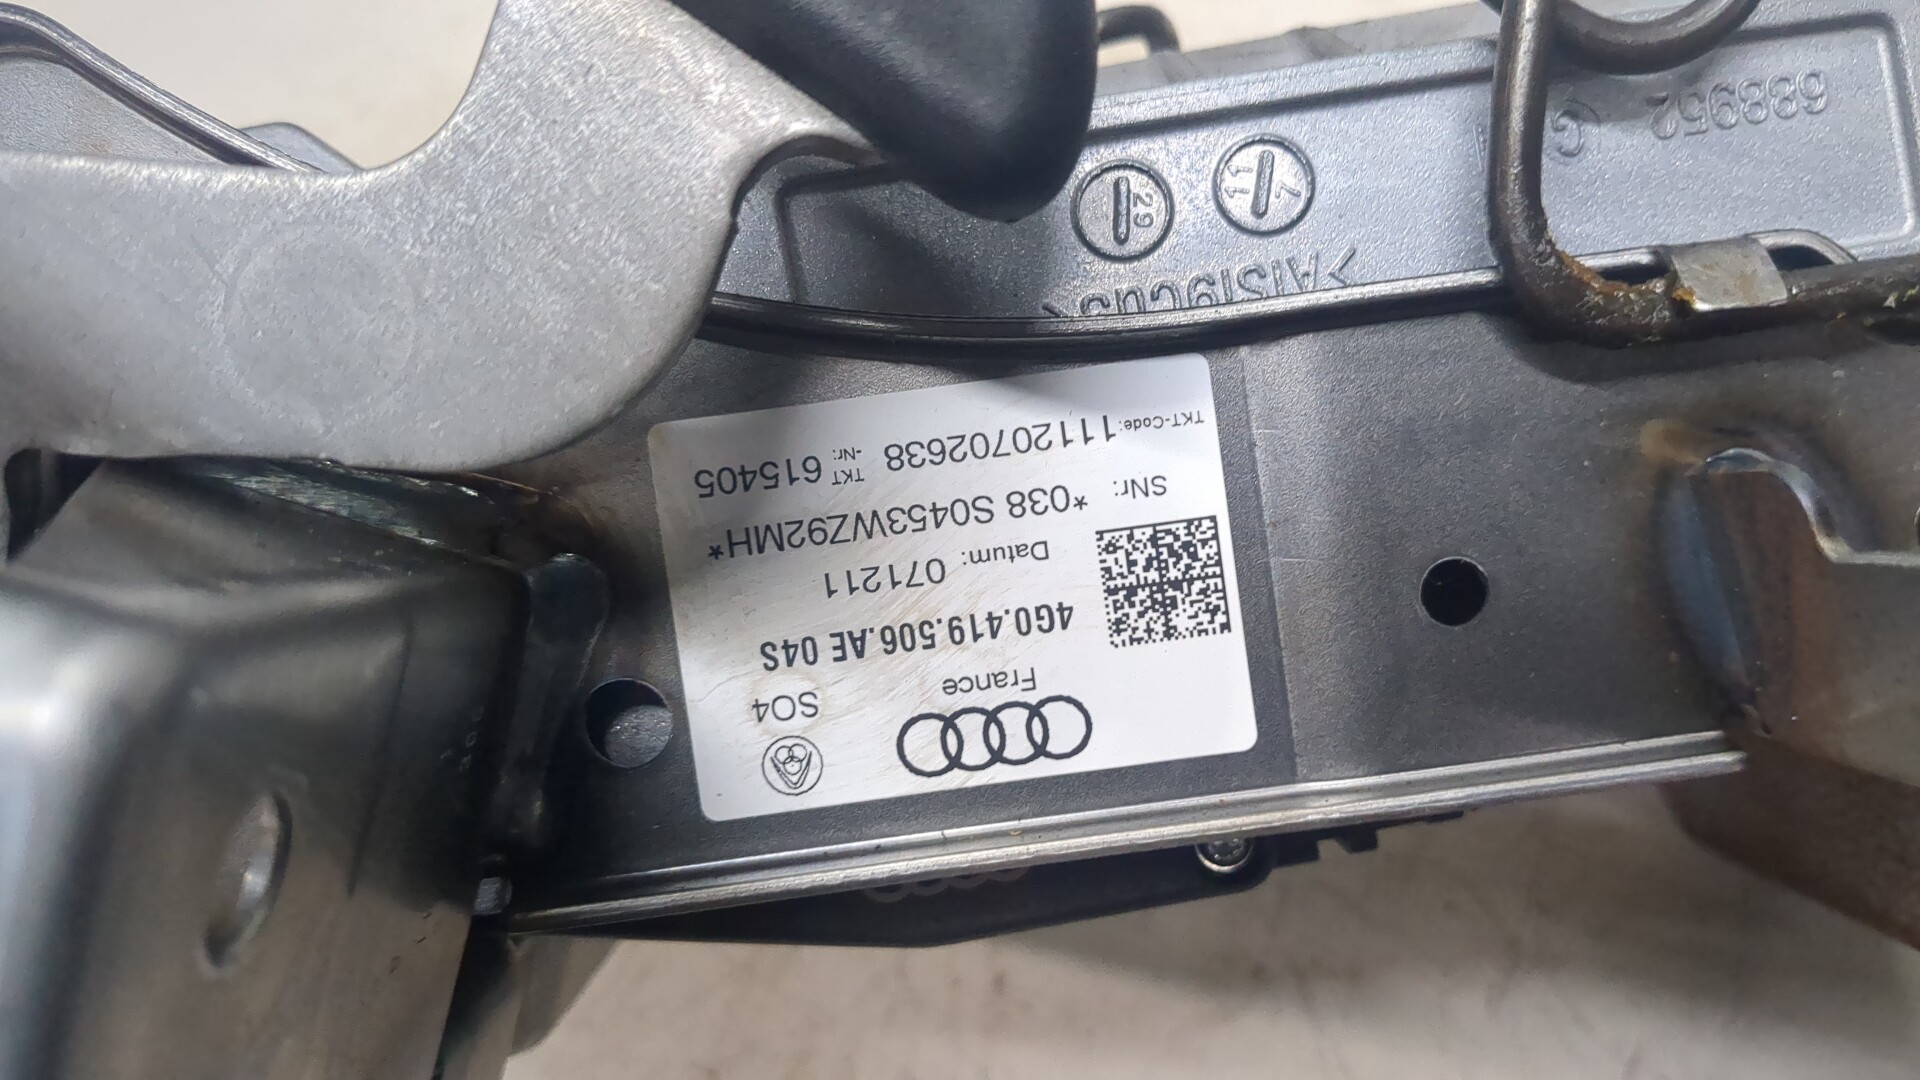 France
SO4
4G0.419.506.AE 04S
Datum: 071211
SNr:
*038 S0453WZ92MH*
TKT-Code: 11120702638 TKT-Nr: 615405
>AlSi9Cu3<
29
11 7
G
688952